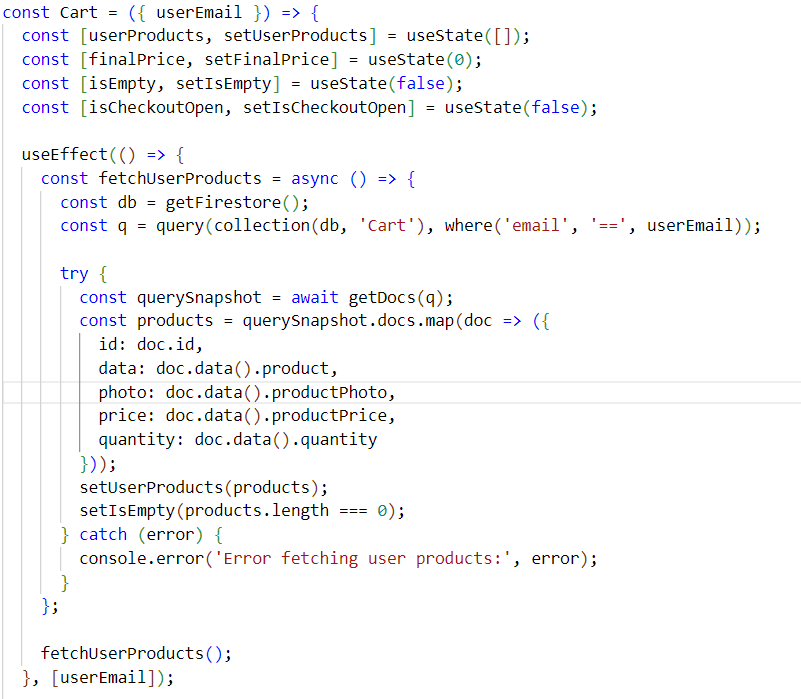 const Cart = ({ userEmail }) => {
  const [userProducts, setUserProducts] = useState([]);
  const [finalPrice, setFinalPrice] = useState(0);
  const [isEmpty, setIsEmpty] = useState(false);
  const [isCheckoutOpen, setIsCheckoutOpen] = useState(false);

  useEffect(() => {
    const fetchUserProducts = async () => {
      const db = getFirestore();
      const q = query(collection(db, 'Cart'), where('email', '==', userEmail));

      try {
        const querySnapshot = await getDocs(q);
        const products = querySnapshot.docs.map(doc => ({
          id: doc.id,
          data: doc.data().product,
          photo: doc.data().productPhoto,
          price: doc.data().productPrice,
          quantity: doc.data().quantity
        }));
        setUserProducts(products);
        setIsEmpty(products.length === 0);
      } catch (error) {
        console.error('Error fetching user products:', error);
      }
    };

    fetchUserProducts();
  }, [userEmail]);